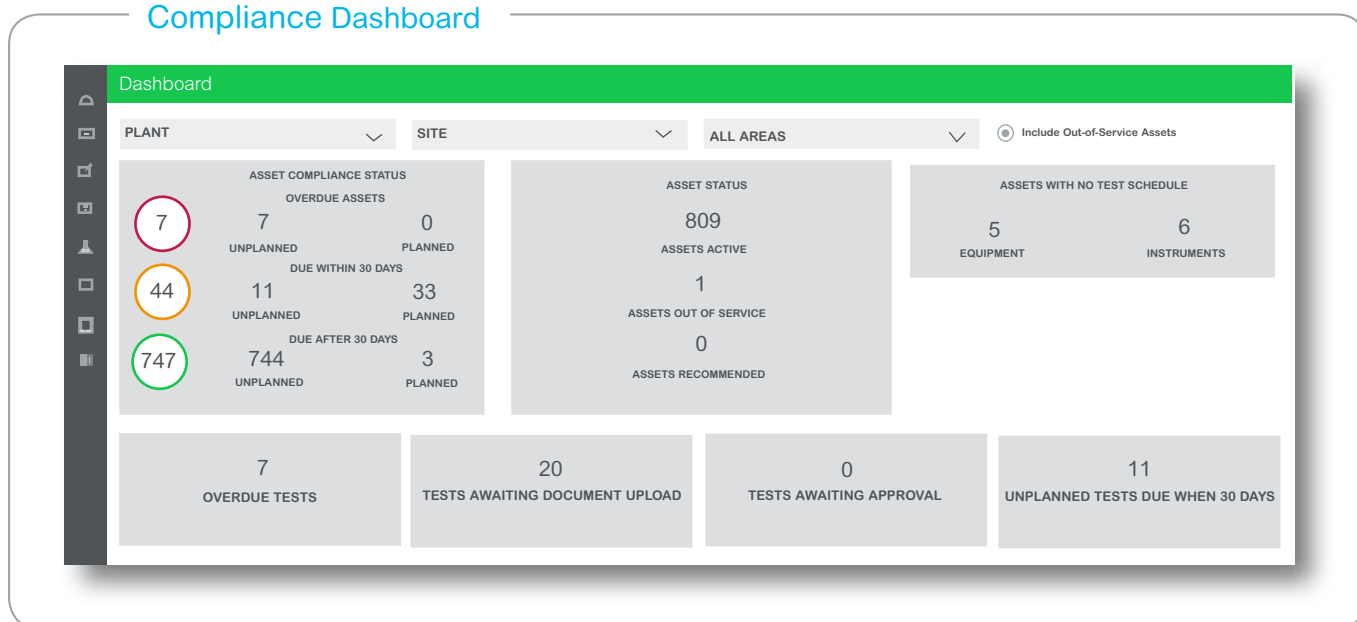 Compliance Dashboard
Dashboard
PLANT
SITE
ALL AREAS
Include Out-of-Service Assets
ASSET COMPLIANCE STATUS
OVERDUE ASSETS
7
7
0
UNPLANNED
PLANNED
DUE WITHIN 30 DAYS
44
11
33
UNPLANNED
PLANNED
DUE AFTER 30 DAYS
747
744
3
UNPLANNED
PLANNED
ASSET STATUS
809
ASSETS ACTIVE
1
ASSETS OUT OF SERVICE
0
ASSETS RECOMMENDED
ASSETS WITH NO TEST SCHEDULE
5
6
EQUIPMENT
INSTRUMENTS
7
OVERDUE TESTS
20
TESTS AWAITING DOCUMENT UPLOAD
0
TESTS AWAITING APPROVAL
11
UNPLANNED TESTS DUE WHEN 30 DAYS